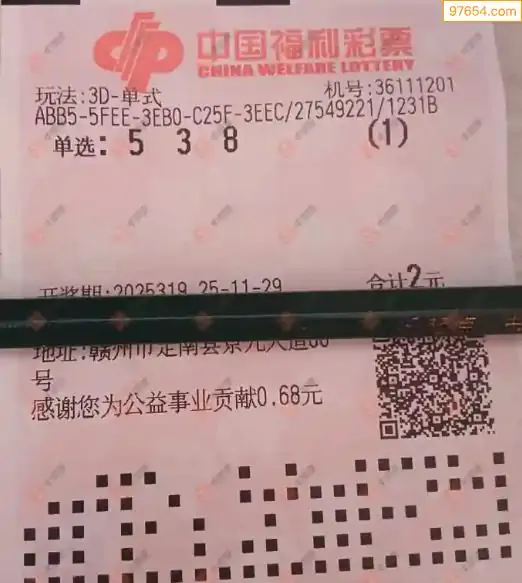 97654.com
中国福利彩票
CHINA WELFARE LOTTERY
玩法:3D-单式 机号:36111201
ABB5-5FEE-3EB0-C25F-3EEC/27549221/1231B
单选: 5 3 8 (1)
开奖期:2025319 25-11-29 合计2元
地址:赣州市定南县京九大道
号
感谢您为公益事业贡献0.68元